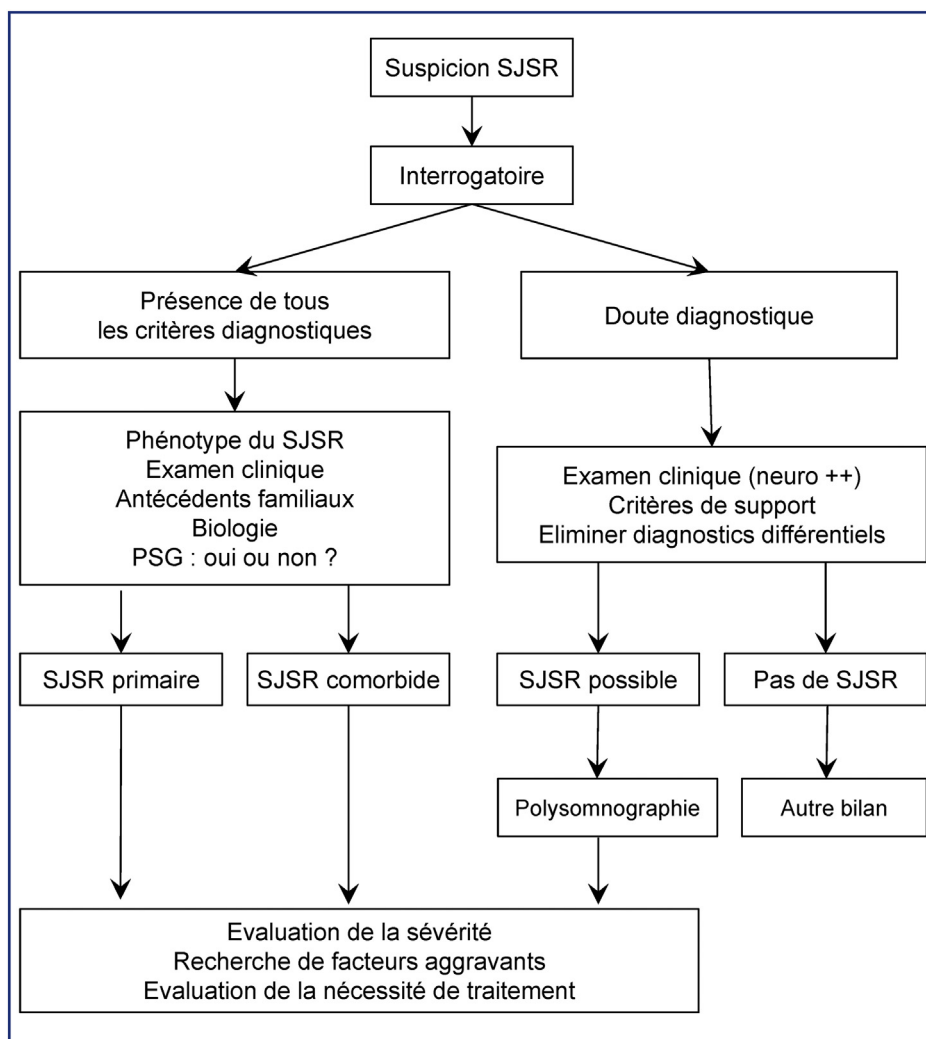 Suspicion SJSR
Interrogatoire
Présence de tous
les critères diagnostiques
Doute diagnostique
Phénotype du SJSR
Examen clinique
Antécédents familiaux
Biologie
PSG : oui ou non ?
Examen clinique (neuro ++)
Critères de support
Eliminer diagnostics différentiels
SJSR primaire
SJSR comorbide
SJSR possible
Pas de SJSR
Polysomnographie
Autre bilan
Evaluation de la sévérité
Recherche de facteurs aggravants
Evaluation de la nécessité de traitement